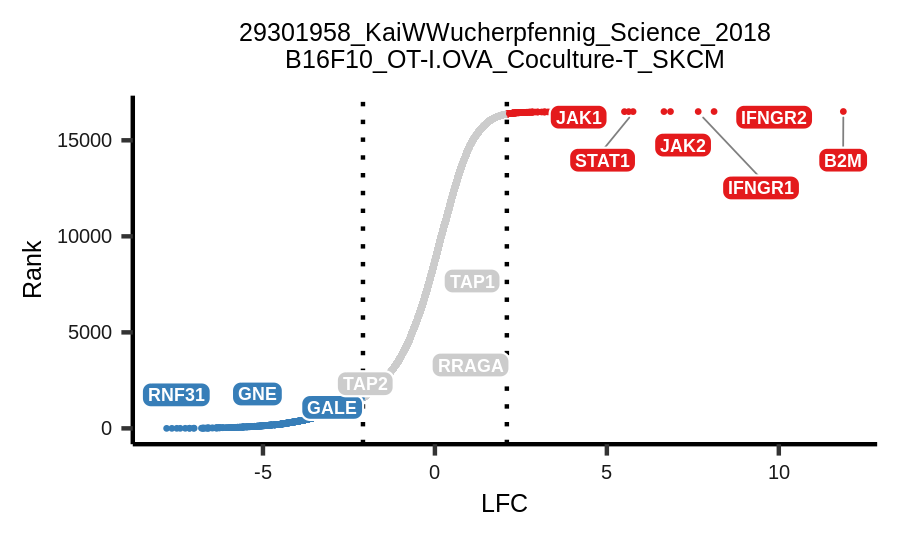 29301958_KaiWWucherpfennig_Science_2018
B16F10_OT-I.OVA_Coculture-T_SKCM
15000
10000
5000
0
Rank
JAK1
IFNGR2
STAT1
JAK2
B2M
IFNGR1
TAP1
RRAGA
TAP2
RNF31
GNE
GALE
-5
0
5
10
LFC